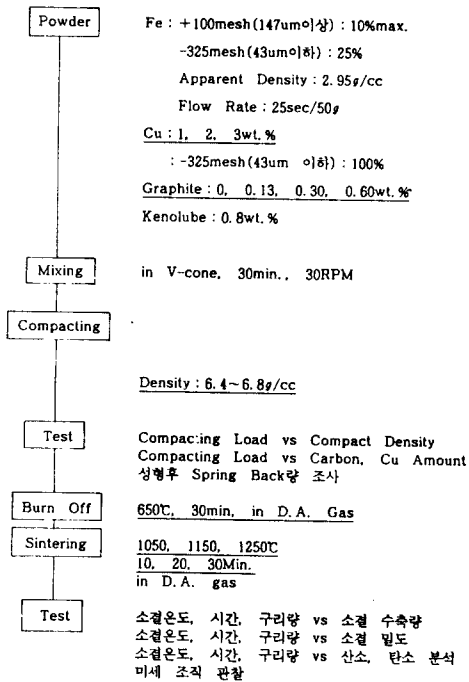 Powder
Fe : +100mesh(147um이상) : 10%max.
-325mesh(43um이하) : 25%
Apparent Density : 2.95g/cc
Flow Rate : 25sec/50g
Cu : 1, 2, 3wt.%
: -325mesh(43um 이하) : 100%
Graphite : 0, 0.13, 0.30, 0.60wt.%
Kenolube : 0.8wt.%
Mixing
in V-cone, 30min., 30RPM
Compacting
Density : 6.4~6.8g/cc
Test
Compacting Load vs Compact Density
Compacting Load vs Carbon, Cu Amount
성형후 Spring Back량 조사
Burn Off
650℃, 30min, in D.A. Gas
Sintering
1050, 1150, 1250℃
10, 20, 30Min.
in D.A. gas
Test
소결온도, 시간, 구리량 vs 소결 수축량
소결온도, 시간, 구리량 vs 소결 밀도
소결온도, 시간, 구리량 vs 산소, 탄소 분석
미세 조직 관찰